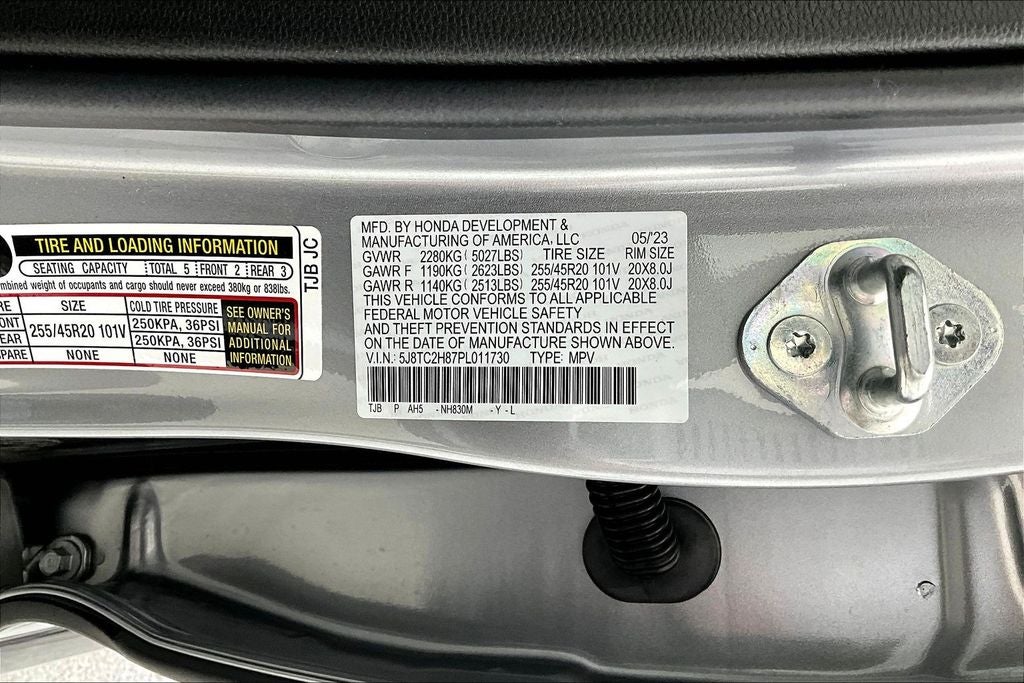 TIRE AND LOADING INFORMATION
SEATING CAPACITY TOTAL 5 FRONT 2 REAR 3
weight of occupants and cargo should never exceed 380kg or 838lbs.
SIZE COLD TIRE PRESSURE SEE OWNER'S MANUAL FOR ADDITIONAL INFORMATION
255/45R20 101V 250KPA, 36PSI
250KPA, 36PSI
NONE NONE
TJB JC
MFD. BY HONDA DEVELOPMENT &
MANUFACTURING OF AMERICA, LLC 05/'23
GVWR 2280KG ( 5027LBS) TIRE SIZE RIM SIZE
GAWR F 1190KG ( 2623LBS) 255/45R20 101V 20X8.0J
GAWR R 1140KG ( 2513LBS) 255/45R20 101V 20X8.0J
THIS VEHICLE CONFORMS TO ALL APPLICABLE
FEDERAL MOTOR VEHICLE SAFETY
AND THEFT PREVENTION STANDARDS IN EFFECT
ON THE DATE OF MANUFACTURE SHOWN ABOVE.
V.I.N.: 5J8TC2H87PL011730 TYPE: MPV
TJB P AH5 -NH830M -Y-L